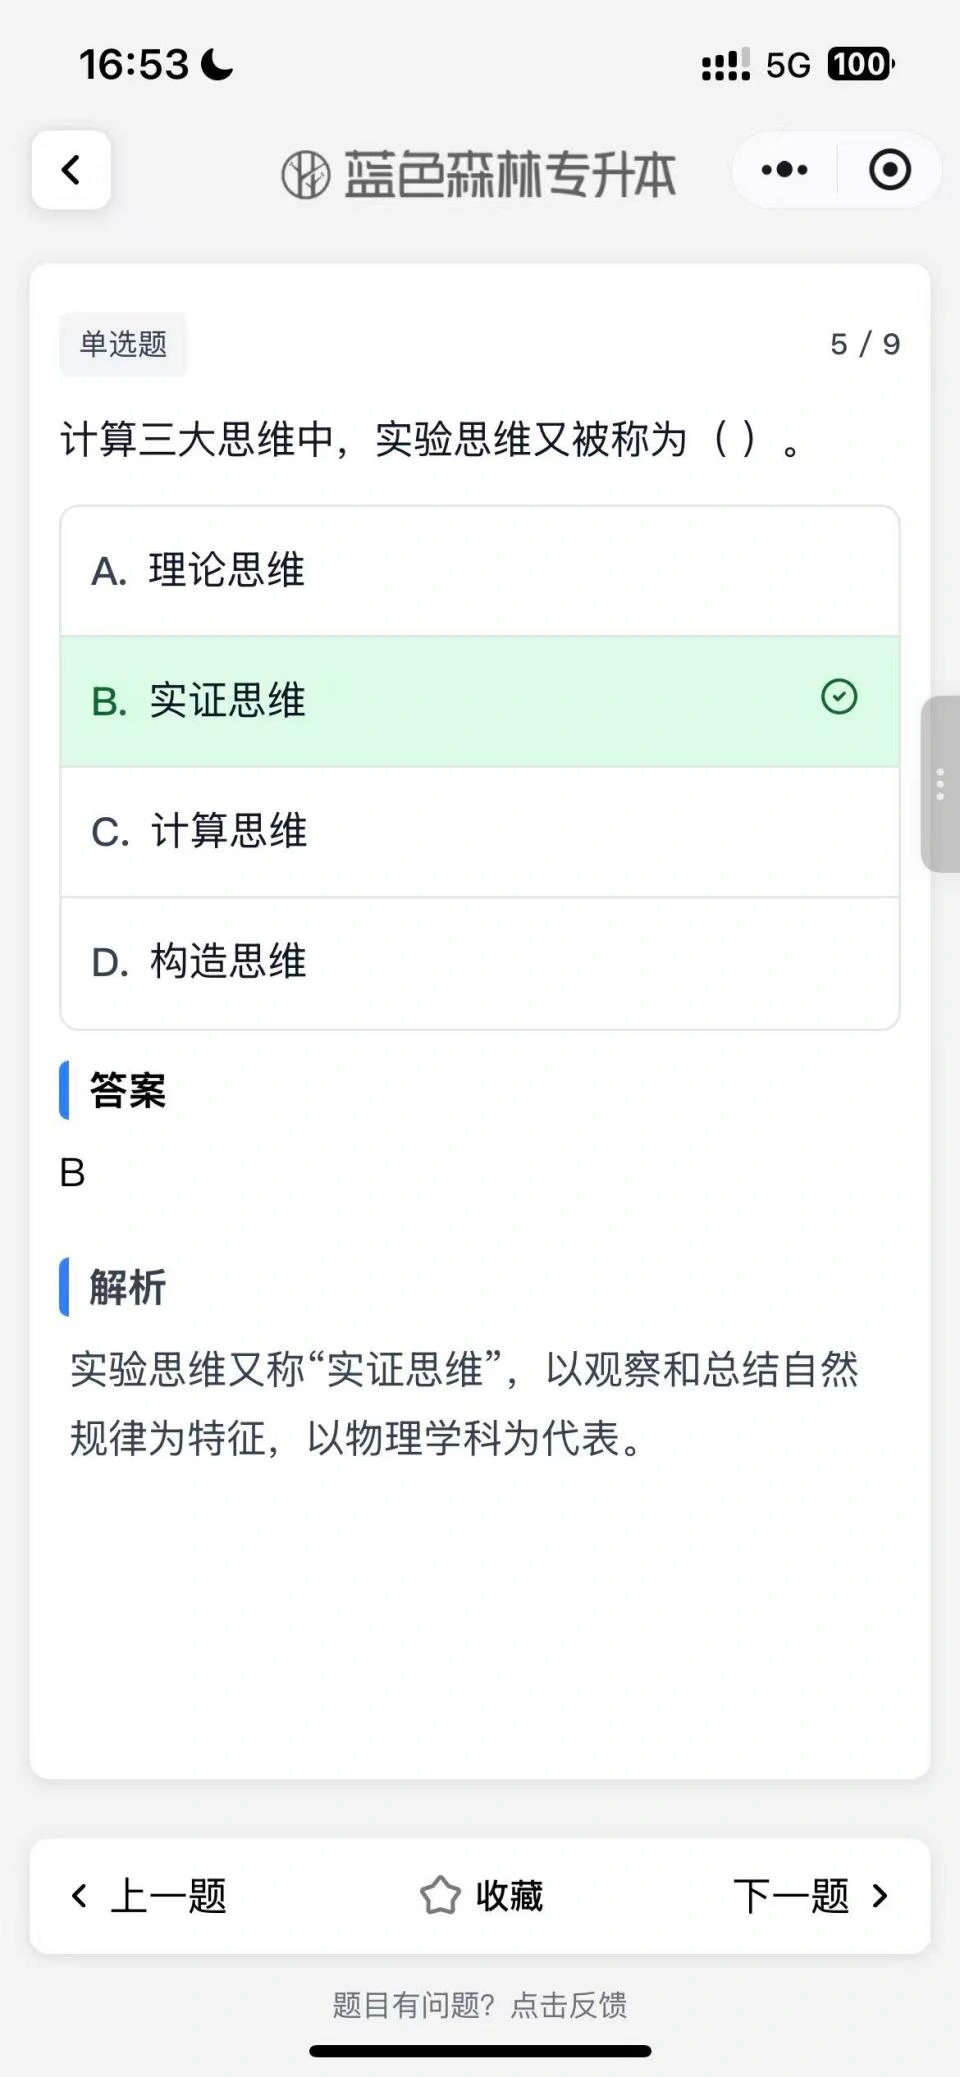 16:53 5G 100
蓝色森林专升本
单选题 5 / 9
计算三大思维中，实验思维又被称为（ ）。
A. 理论思维
B. 实证思维
C. 计算思维
D. 构造思维
答案
B
解析
实验思维又称“实证思维”，以观察和总结自然
规律为特征，以物理学科为代表。
上一题 收藏 下一题
题目有问题？点击反馈